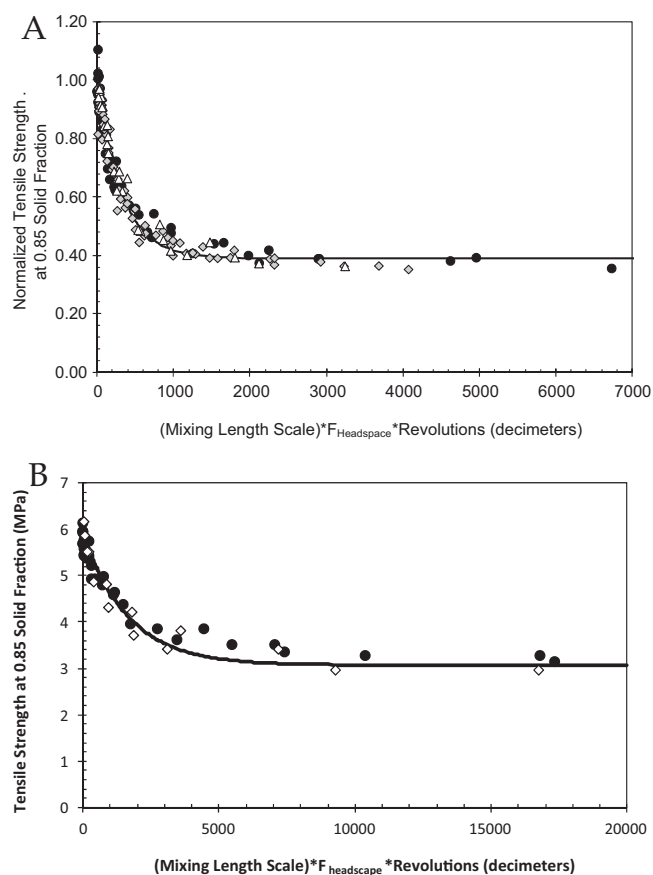 A
1.20
1.00
0.80
0.60
0.40
0.20
0.00
Normalized Tensile Strength .
at 0.85 Solid Fraction
0 1000 2000 3000 4000 5000 6000 7000
(Mixing Length Scale)*FHeadspace*Revolutions (decimeters)
B
7
6
5
4
3
2
1
0
Tensile Strength at 0.85 Solid Fraction (MPa)
0 5000 10000 15000 20000
(Mixing Length Scale)*F headscape *Revolutions (decimeters)